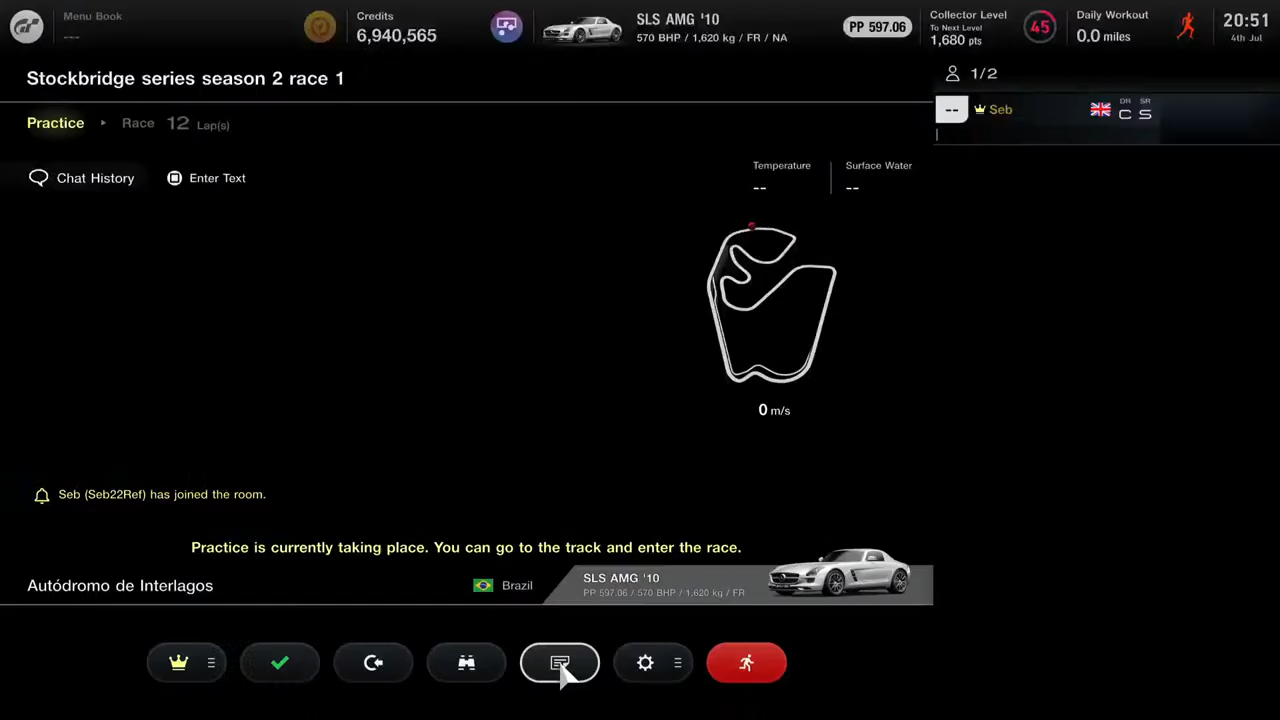 Menu Book
---
Credits
6,940,565
SLS AMG '10
570 BHP / 1,620 kg / FR / NA
PP 597.06
Collector Level
To Next Level
1,680 pts
45
Daily Workout
0.0 miles
20:51
4th Jul
Stockbridge series season 2 race 1
1/2
-- Seb DR C SR S
Practice Race 12 Lap(s)
Chat History Enter Text
Temperature
--
Surface Water
--
0 m/s
Seb (Seb22Ref) has joined the room.
Practice is currently taking place. You can go to the track and enter the race.
Autódromo de Interlagos
Brazil
SLS AMG '10
PP 597.06 / 570 BHP / 1,620 kg / FR